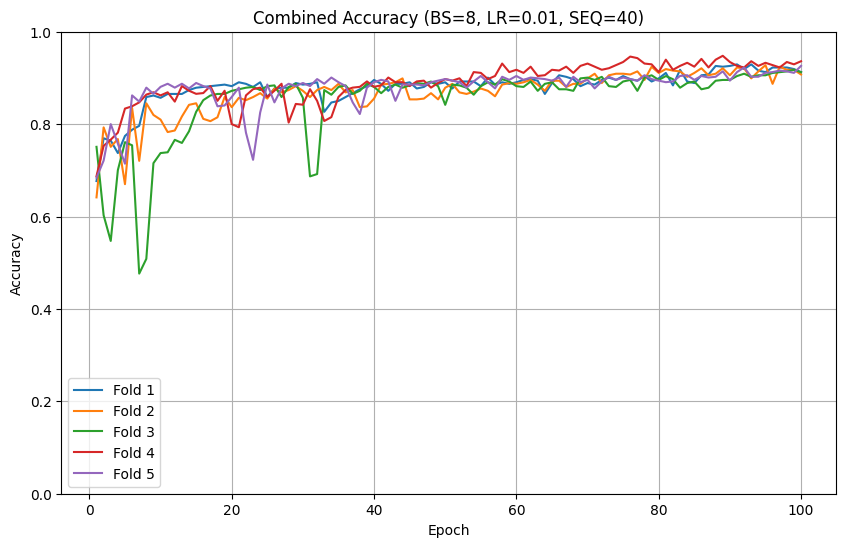 Combined Accuracy (BS=8, LR=0.01, SEQ=40)
1.0
0.8
0.6
0.4
0.2
0.0
Accuracy
Fold 1
Fold 2
Fold 3
Fold 4
Fold 5
0 20 40 60 80 100
Epoch